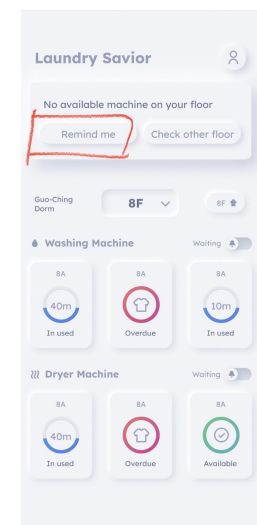 Laundry Savior
No available machine on your floor
Remind me
Check other floor
Guo-Ching
Dorm
8F
8F
Washing Machine
Waiting
8A
8A
8A
40m
10m
In used
Overdue
In used
Dryer Machine
Waiting
8A
8A
8A
40m
In used
Overdue
Available